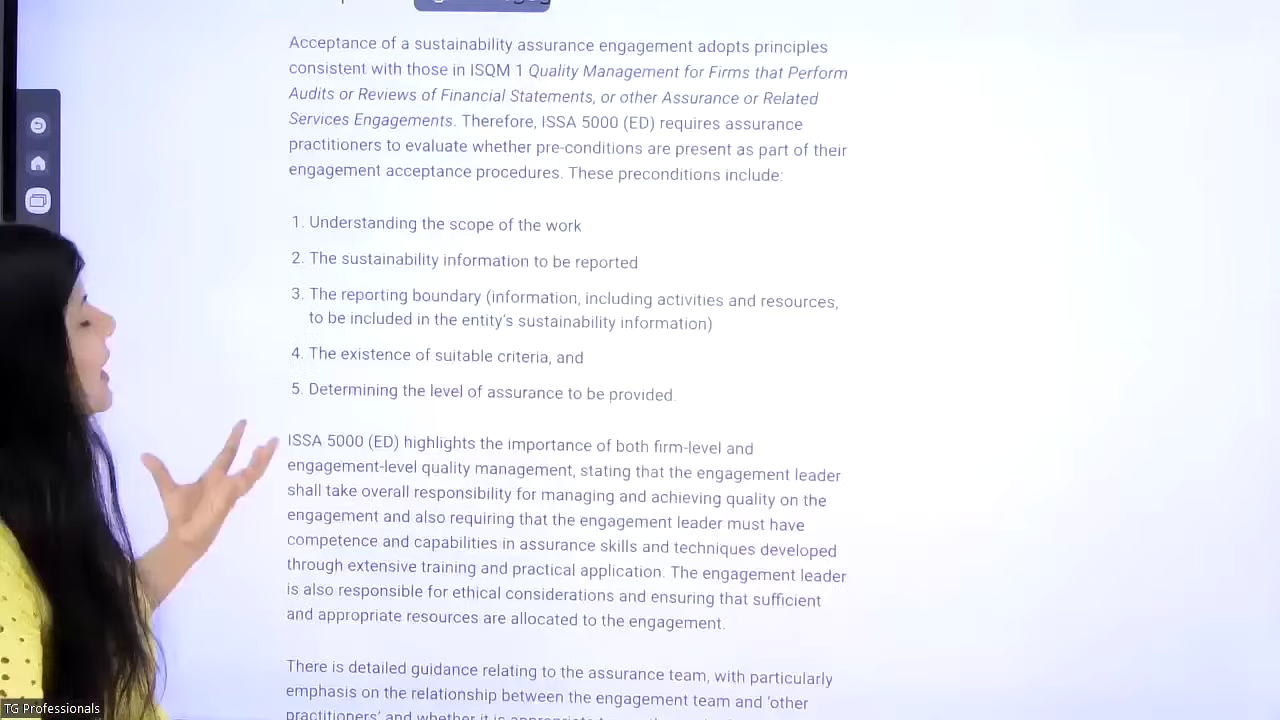 Acceptance of a sustainability assurance engagement adopts principles
consistent with those in ISQM 1 Quality Management for Firms that Perform
Audits or Reviews of Financial Statements, or other Assurance or Related
Services Engagements. Therefore, ISSA 5000 (ED) requires assurance
practitioners to evaluate whether pre-conditions are present as part of their
engagement acceptance procedures. These preconditions include:
1. Understanding the scope of the work
2. The sustainability information to be reported
3. The reporting boundary (information, including activities and resources,
to be included in the entity's sustainability information)
4. The existence of suitable criteria, and
5. Determining the level of assurance to be provided.
ISSA 5000 (ED) highlights the importance of both firm-level and
engagement-level quality management, stating that the engagement leader
shall take overall responsibility for managing and achieving quality on the
engagement and also requiring that the engagement leader must have
competence and capabilities in assurance skills and techniques developed
through extensive training and practical application. The engagement leader
is also responsible for ethical considerations and ensuring that sufficient
and appropriate resources are allocated to the engagement.
There is detailed guidance relating to the assurance team, with particularly
emphasis on the relationship between the engagement team and 'other
practitioners' and whether it is
TG Professionals